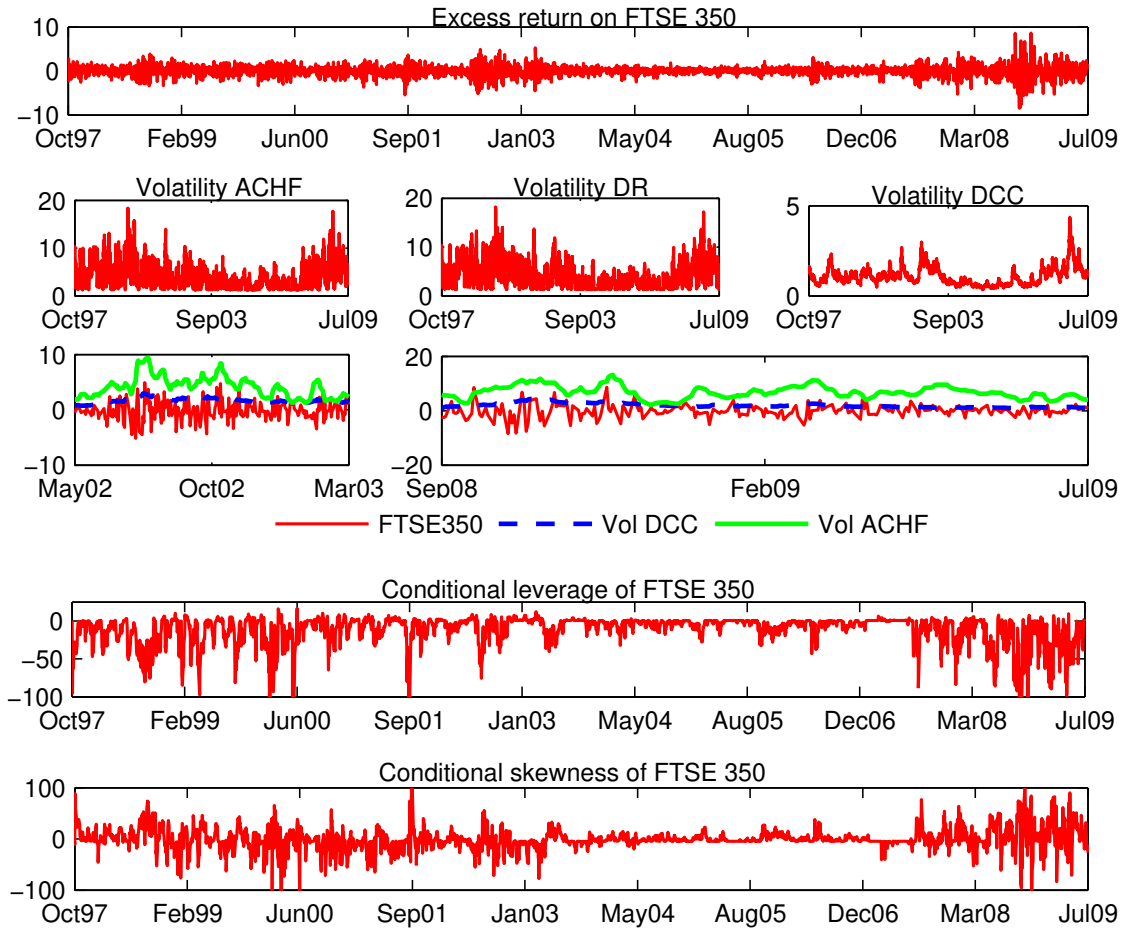 Excess return on FTSE 350
10
0
−10
Oct97 Feb99 Jun00 Sep01 Jan03 May04 Aug05 Dec06 Mar08 Jul09
Volatility ACHF
20
10
0
Oct97 Sep03 Jul09
Volatility DR
20
10
0
Oct97 Sep03 Jul09
Volatility DCC
5
0
Oct97 Sep03 Jul09
10
0
−10
May02 Oct02 Mar03
20
0
−20
Sep08 Feb09 Jul09
FTSE350 Vol DCC Vol ACHF
Conditional leverage of FTSE 350
0
−50
−100
Oct97 Feb99 Jun00 Sep01 Jan03 May04 Aug05 Dec06 Mar08 Jul09
Conditional skewness of FTSE 350
100
0
−100
Oct97 Feb99 Jun00 Sep01 Jan03 May04 Aug05 Dec06 Mar08 Jul09